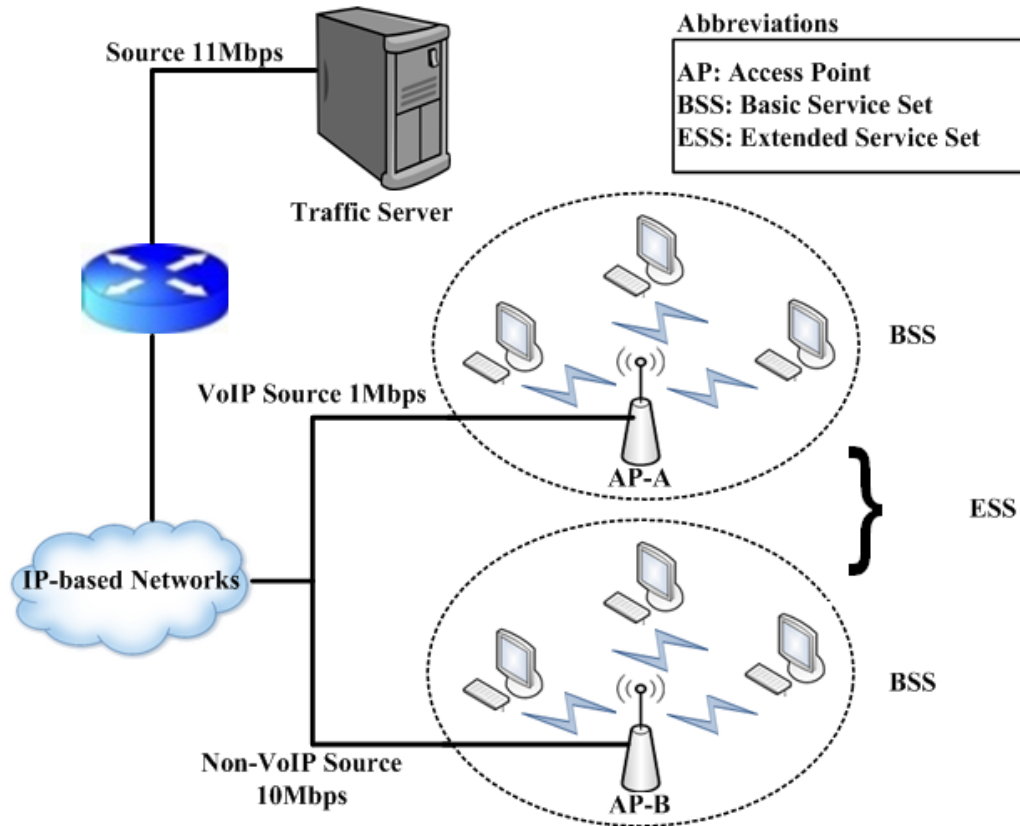 Abbreviations
AP: Access Point
BSS: Basic Service Set
ESS: Extended Service Set
Source 11Mbps
Traffic Server
BSS
VoIP Source 1Mbps
AP-A
ESS
IP-based Networks
BSS
Non-VoIP Source
10Mbps
AP-B